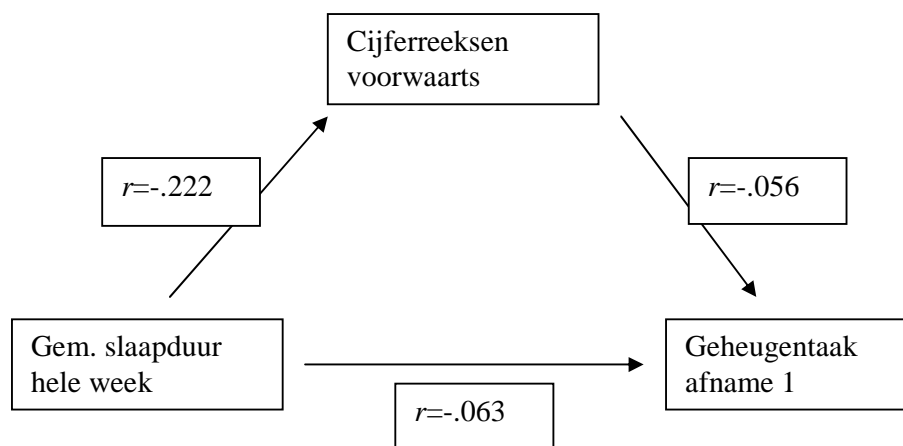 Cijferreeksen
voorwaarts
r=-.222
r=-.056
Gem. slaapduur
hele week
Geheugentaak
afname 1
r=-.063